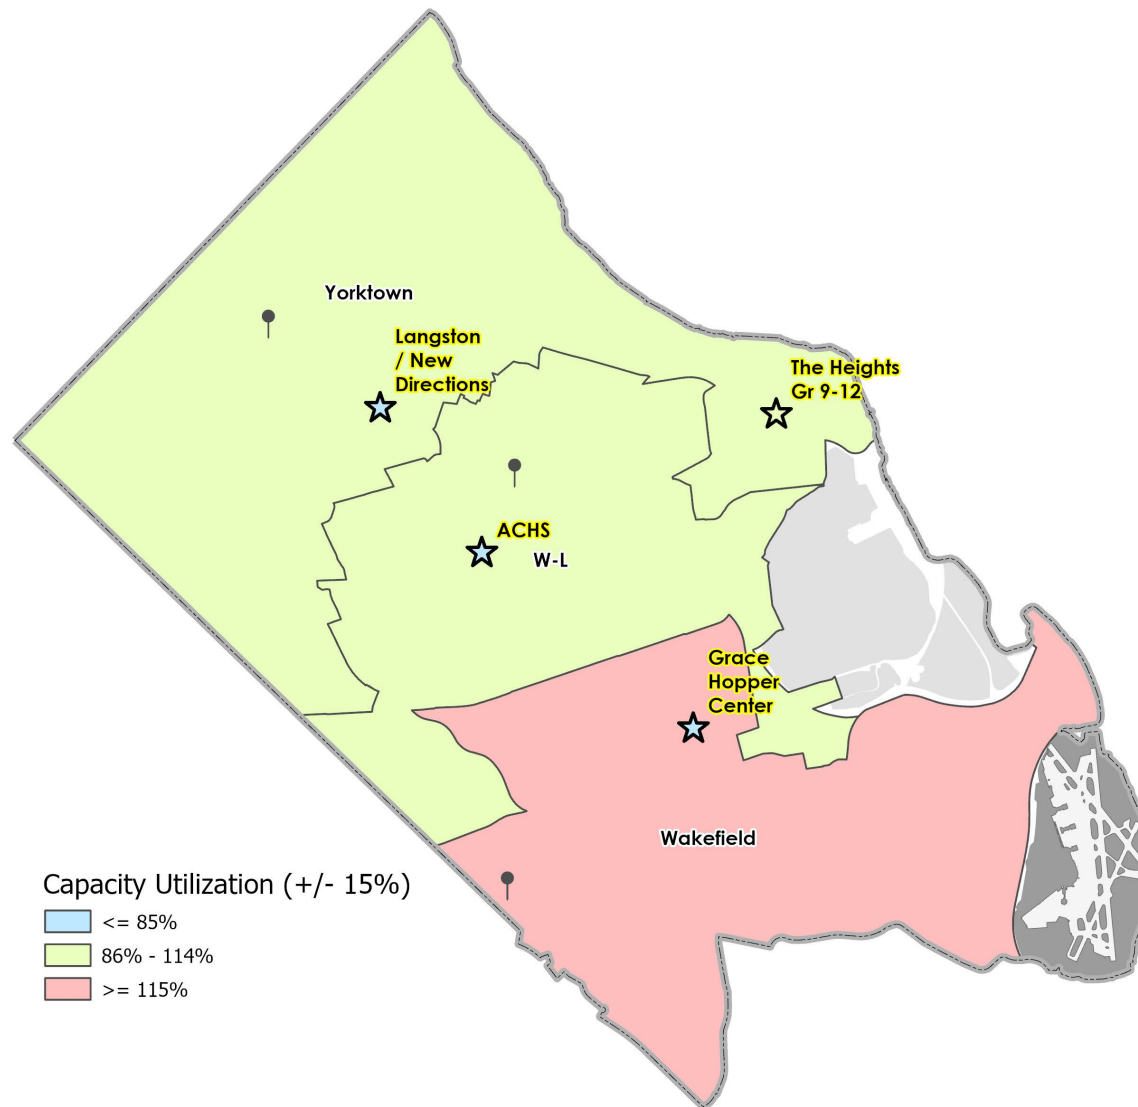 Yorktown
Langston
/ New
Directions
The Heights
Gr 9-12
ACHS
W-L
Grace
Hopper
Center
Wakefield
Capacity Utilization (+/- 15%)
<= 85%
86% - 114%
>= 115%